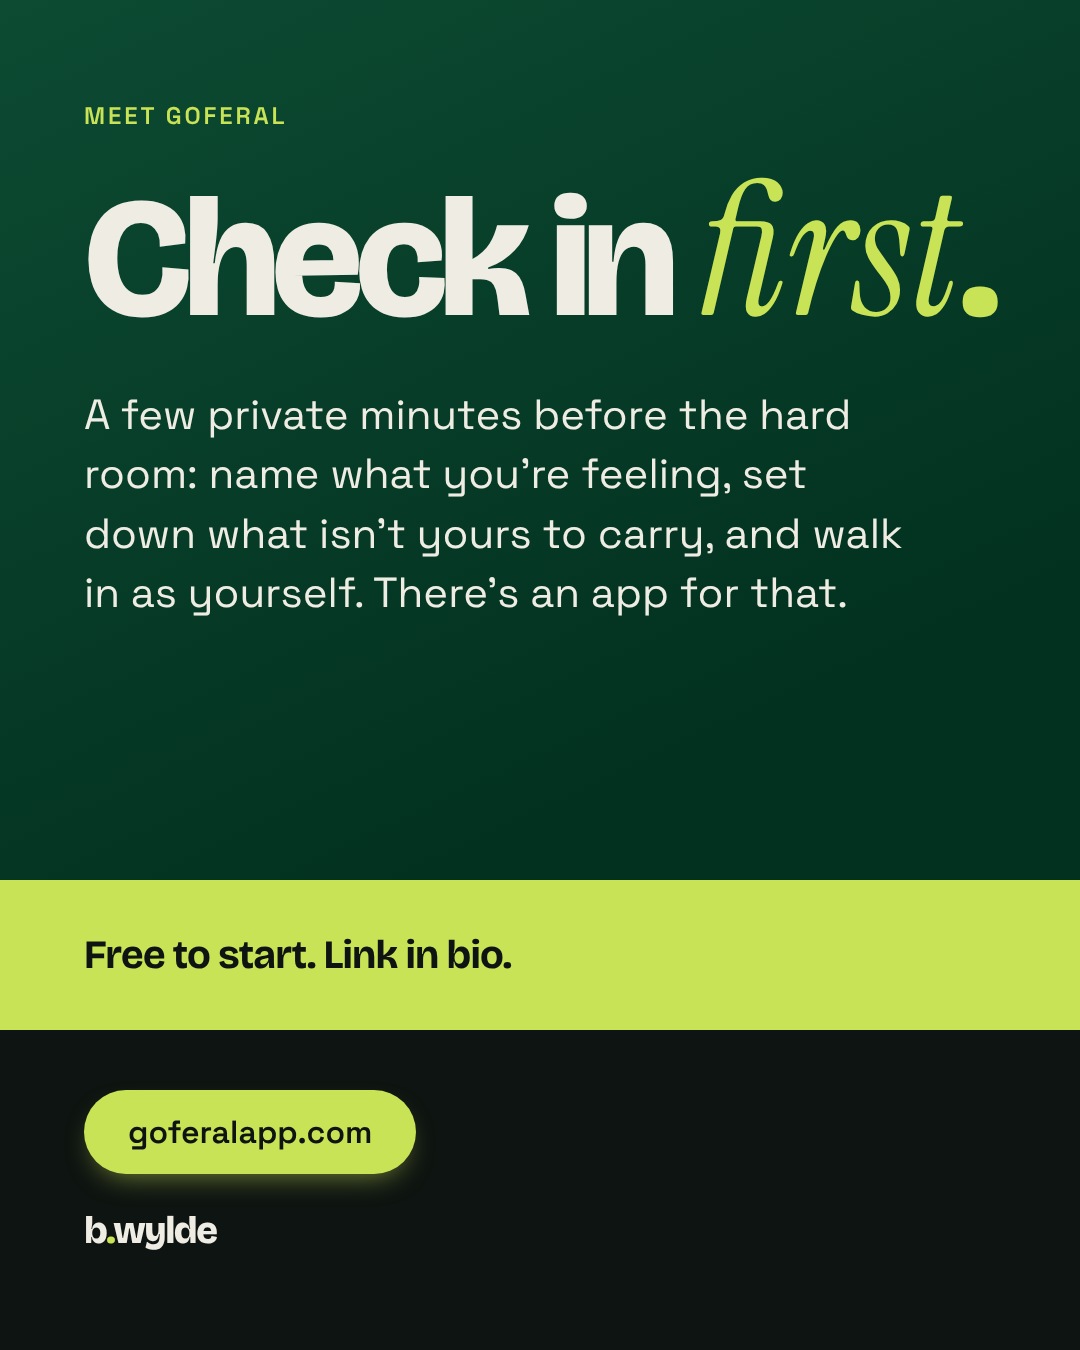 MEET GOFERAL
Check in first.
A few private minutes before the hard
room: name what you’re feeling, set
down what isn’t yours to carry, and walk
in as yourself. There’s an app for that.
Free to start. Link in bio.
goferalapp.com
b.wylde